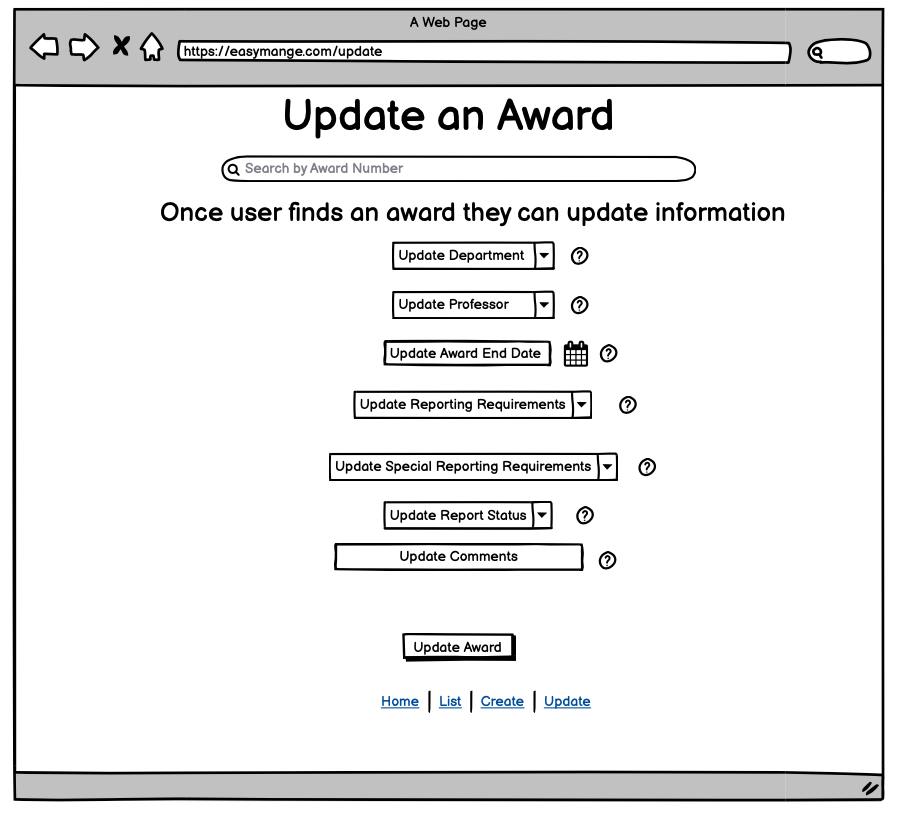 A Web Page
https://easymange.com/update
Update an Award
Search by Award Number
Once user finds an award they can update information
Update Department ?
Update Professor ?
Update Award End Date ?
Update Reporting Requirements ?
Update Special Reporting Requirements ?
Update Report Status ?
Update Comments ?
Update Award
Home | List | Create | Update